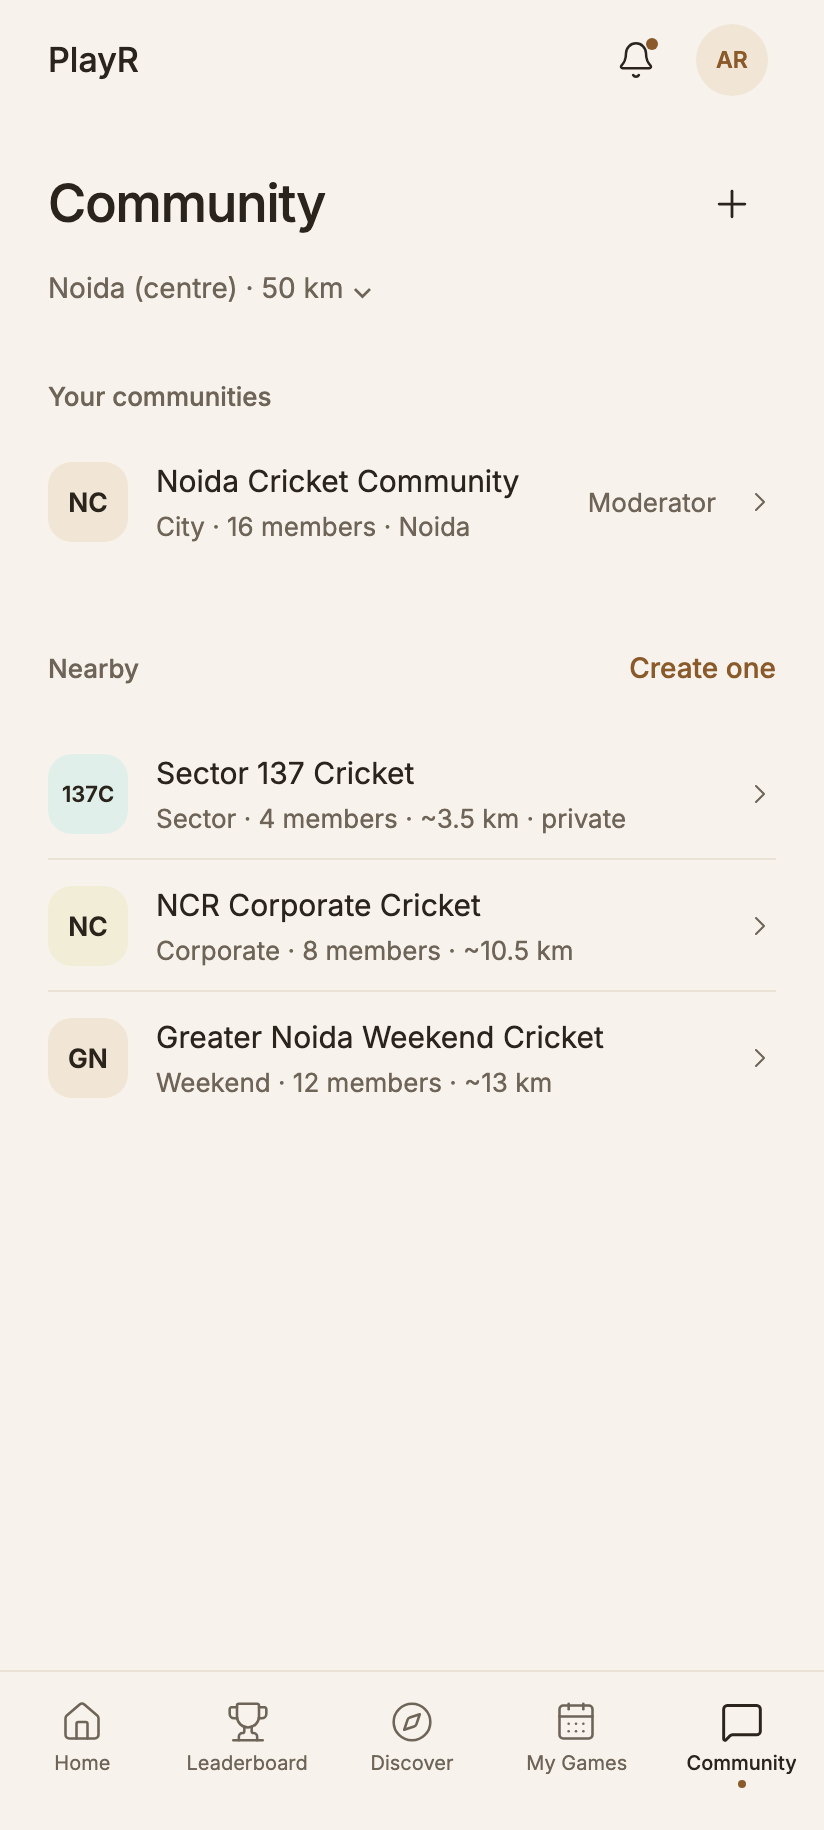 PlayR
AR
Community
Noida (centre) · 50 km
Your communities
NC
Noida Cricket Community
City · 16 members · Noida
Moderator
Nearby
Create one
137C
Sector 137 Cricket
Sector · 4 members · ~3.5 km · private
NC
NCR Corporate Cricket
Corporate · 8 members · ~10.5 km
GN
Greater Noida Weekend Cricket
Weekend · 12 members · ~13 km
Home
Leaderboard
Discover
My Games
Community